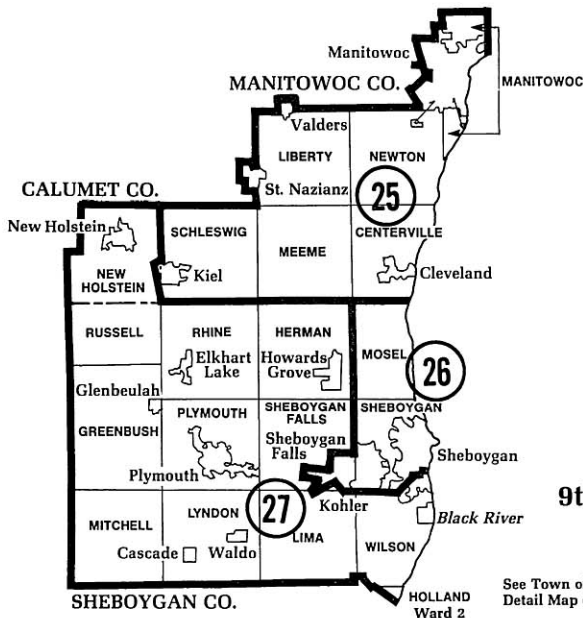 Manitowoc
MANITOWOC CO.
MANITOWOC
Valders
LIBERTY
NEWTON
St. Nazianz
25
CALUMET CO.
New Holstein
SCHLESWIG
CENTERVILLE
MEEME
Kiel
Cleveland
NEW
HOLSTEIN
RUSSELL
RHINE
HERMAN
MOSEL
Elkhart
Lake
Howards
Grove
26
Glenbeulah
PLYMOUTH
SHEBOYGAN
FALLS
SHEBOYGAN
GREENBUSH
Sheboygan
Falls
Sheboygan
Plymouth
Kohler
9t
MITCHELL
LYNDON
27
LIMA
Black River
Cascade
Waldo
WILSON
SHEBOYGAN CO.
HOLLAND
Ward 2
See Town o
Detail Map